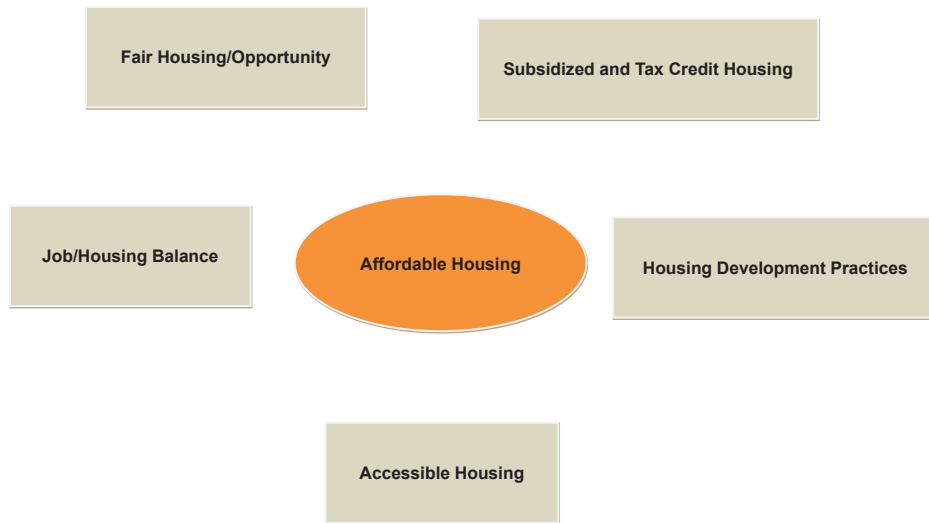 Fair Housing/Opportunity
Subsidized and Tax Credit Housing
Job/Housing Balance
Affordable Housing
Housing Development Practices
Accessible Housing